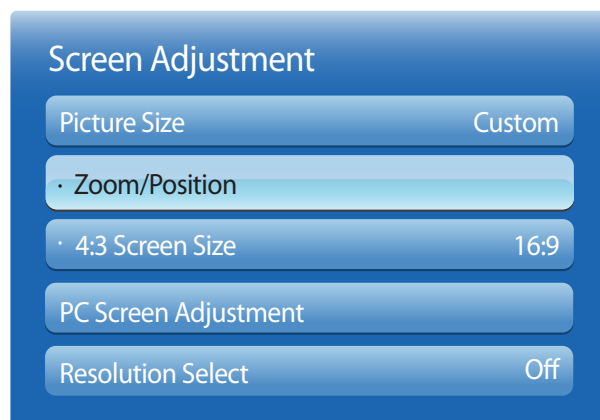 Screen Adjustment
Picture Size Custom
· Zoom/Position
· 4:3 Screen Size 16:9
PC Screen Adjustment
Resolution Select Off